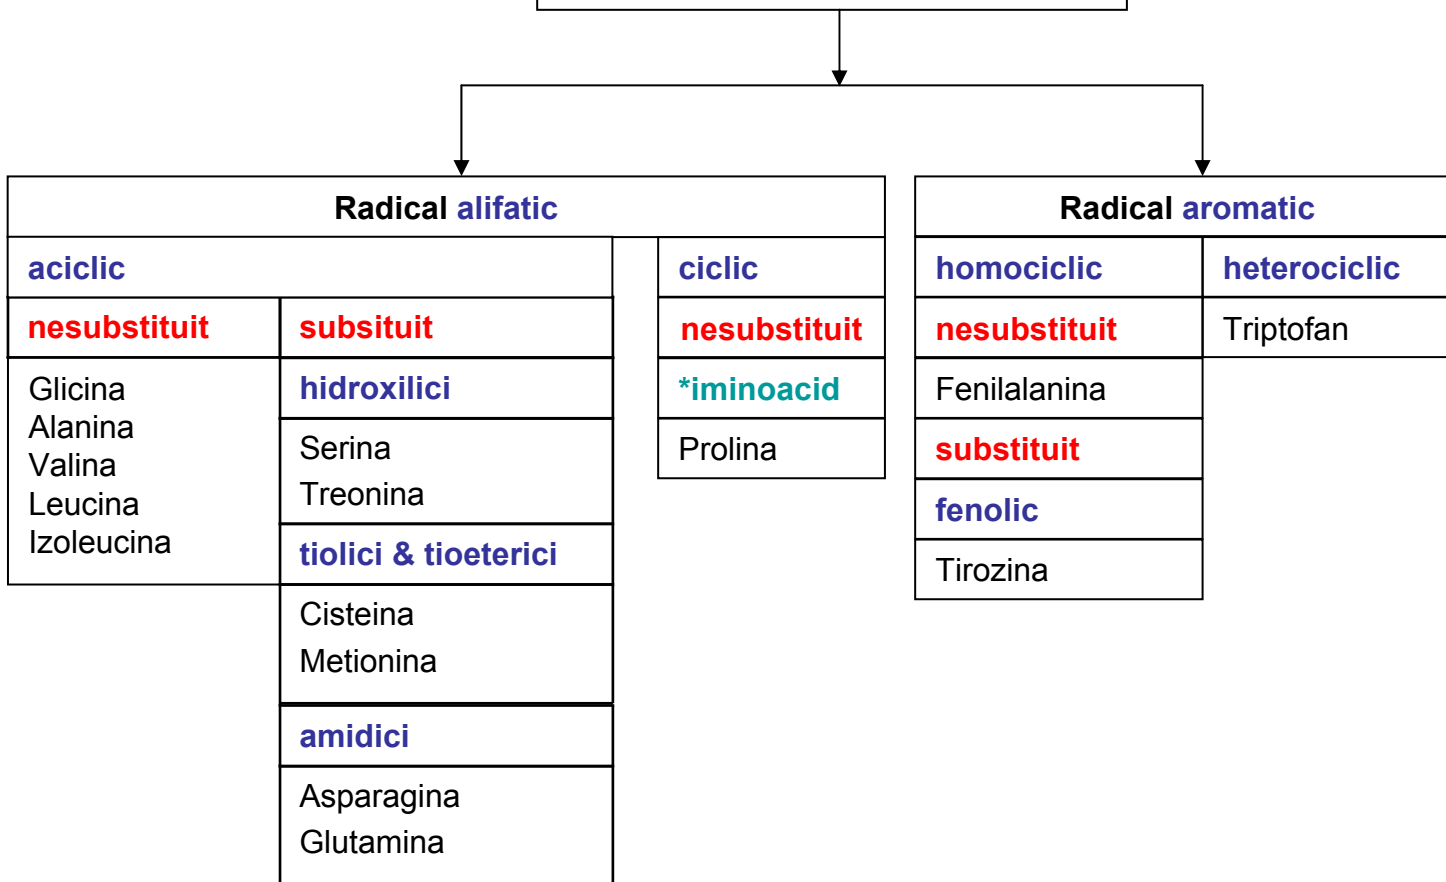 Radical alifatic
aciclic
nesubstituit
Glicina
Alanina
Valina
Leucina
Izoleucina
subsituit
hidroxilici
Serina
Treonina
tiolici & tioeterici
Cisteina
Metionina
amidici
Asparagina
Glutamina
ciclic
nesubstituit
*iminoacid
Prolina
Radical aromatic
homociclic
nesubstituit
Fenilalanina
substituit
fenolic
Tirozina
heterociclic
Triptofan